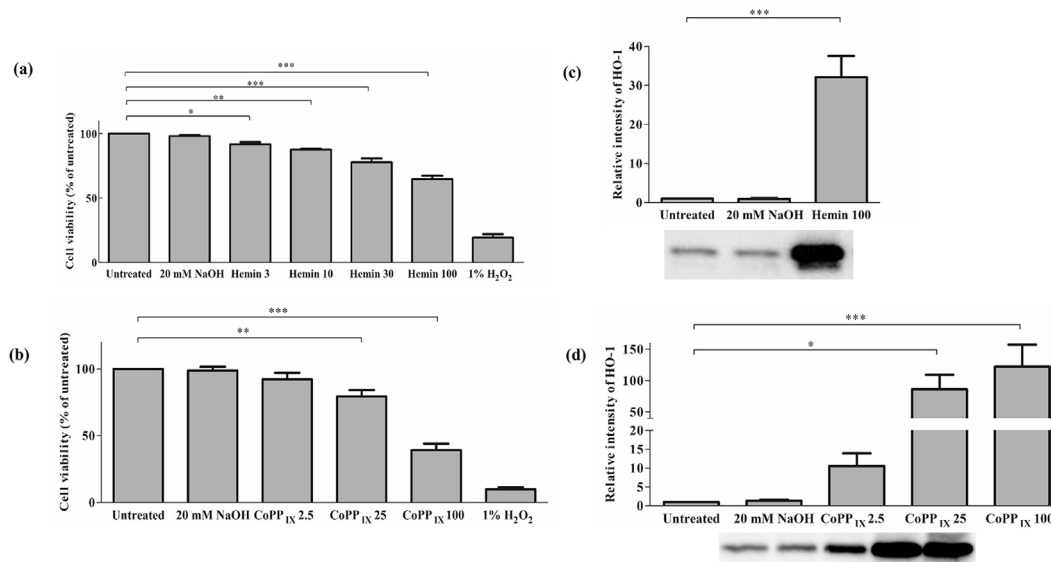 (a)
***
***
**
*
Cell viability (% of untreated)
100
50
0
Untreated 20 mM NaOH Hemin 3 Hemin 10 Hemin 30 Hemin 100 1% H₂O₂
(b)
***
**
Cell viability (% of untreated)
100
50
0
Untreated 20 mM NaOH CoPP IX 2.5 CoPP IX 25 CoPP IX 100 1% H₂O₂
(c)
***
Relative intensity of HO-1
40
30
20
10
0
Untreated 20 mM NaOH Hemin 100
(d)
***
*
Relative intensity of HO-1
150
100
50
20
15
10
5
0
Untreated 20 mM NaOH CoPP IX 2.5 CoPP IX 25 CoPP IX 100